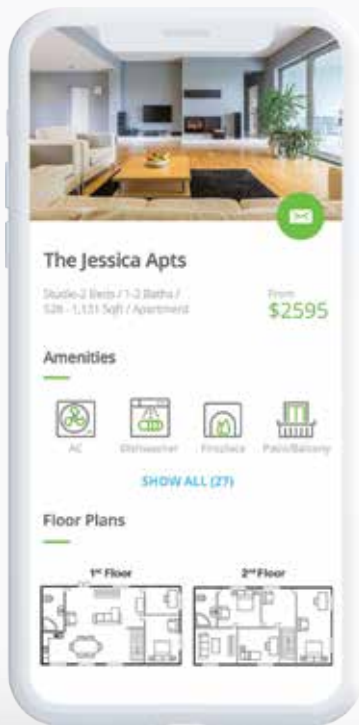 The Jessica Apts
Studio-2 Beds / 1-2 Baths /
528 - 1,131 Sqft / Apartment
From
$2595
Amenities
AC
Dishwasher
Fireplace
Patio/Balcony
SHOW ALL (27)
Floor Plans
1st Floor
2nd Floor